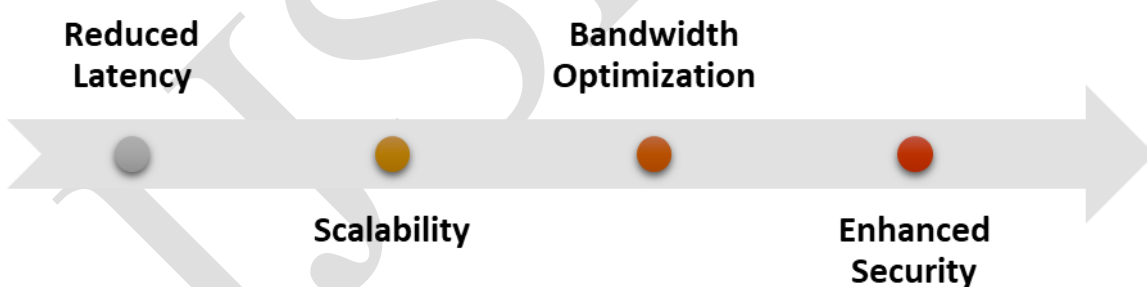 Reduced
Latency
Scalability
Bandwidth
Optimization
Enhanced
Security